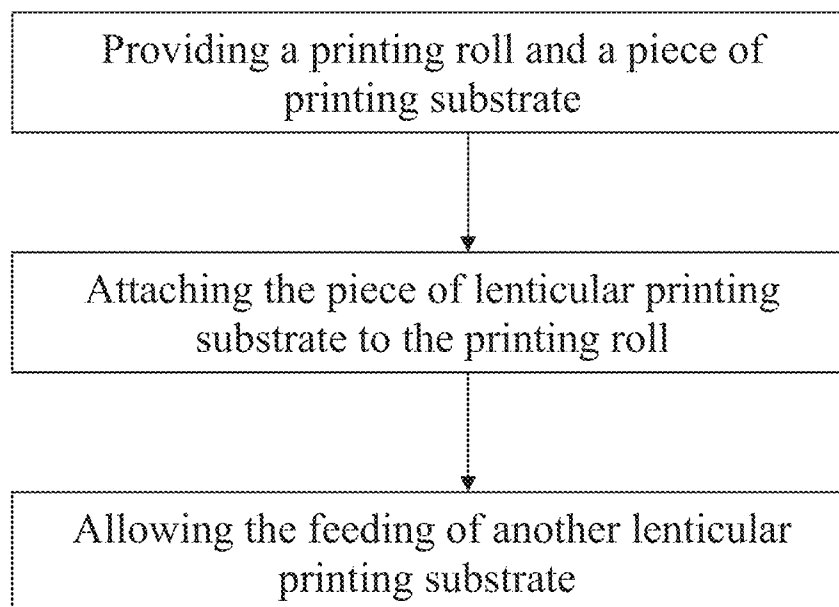 Providing a printing roll and a piece of
printing substrate
Attaching the piece of lenticular printing
substrate to the printing roll
Allowing the feeding of another lenticular
printing substrate